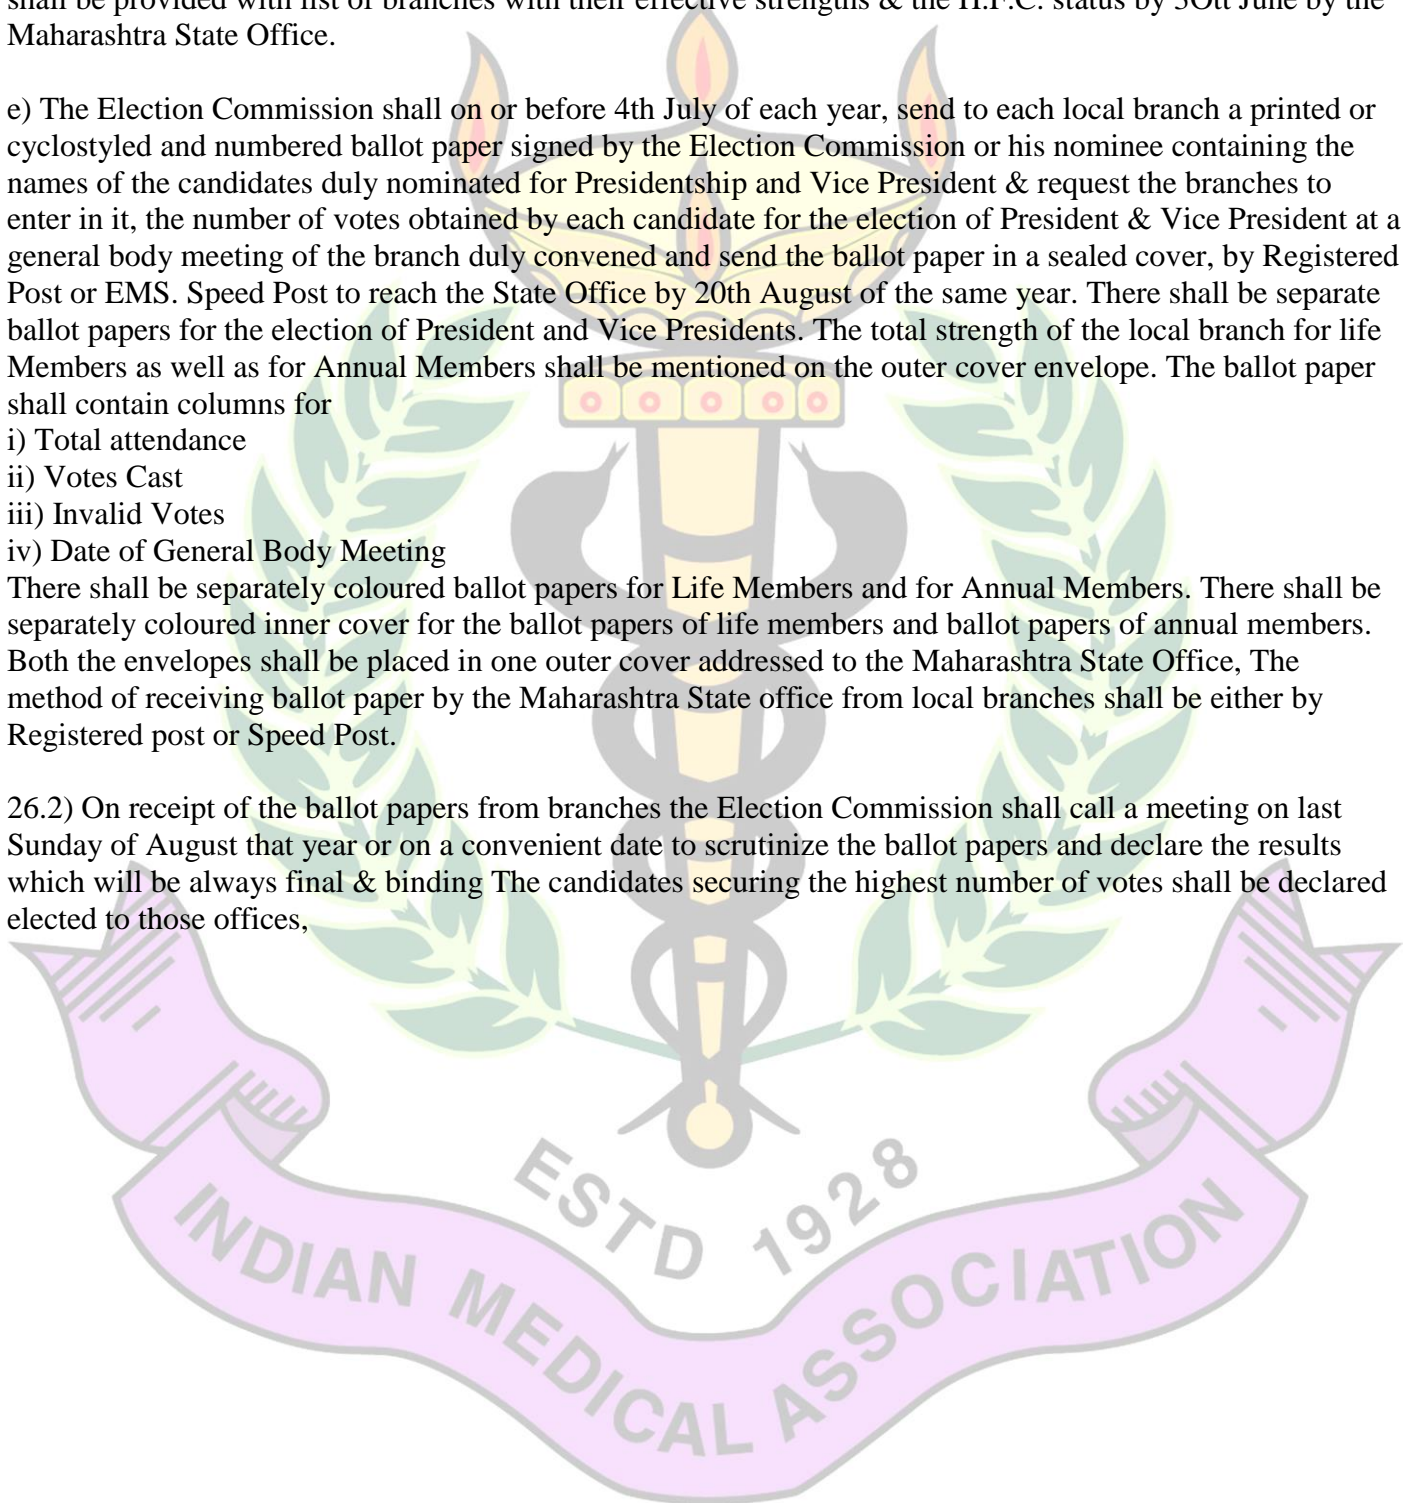 shall be provided with list of branches with their effective strengths & the H.F.C. status by 3Ott June by the
Maharashtra State Office.
e) The Election Commission shall on or before 4th July of each year, send to each local branch a printed or
cyclostyled and numbered ballot paper signed by the Election Commission or his nominee containing the
names of the candidates duly nominated for Presidentship and Vice President & request the branches to
enter in it, the number of votes obtained by each candidate for the election of President & Vice President at a
general body meeting of the branch duly convened and send the ballot paper in a sealed cover, by Registered
Post or EMS. Speed Post to reach the State Office by 20th August of the same year. There shall be separate
ballot papers for the election of President and Vice Presidents. The total strength of the local branch for life
Members as well as for Annual Members shall be mentioned on the outer cover envelope. The ballot paper
shall contain columns for
i) Total attendance
ii) Votes Cast
iii) Invalid Votes
iv) Date of General Body Meeting
There shall be separately coloured ballot papers for Life Members and for Annual Members. There shall be
separately coloured inner cover for the ballot papers of life members and ballot papers of annual members.
Both the envelopes shall be placed in one outer cover addressed to the Maharashtra State Office, The
method of receiving ballot paper by the Maharashtra State office from local branches shall be either by
Registered post or Speed Post.
26.2) On receipt of the ballot papers from branches the Election Commission shall call a meeting on last
Sunday of August that year or on a convenient date to scrutinize the ballot papers and declare the results
which will be always final & binding The candidates securing the highest number of votes shall be declared
elected to those offices,
ESTD 1928
INDIAN MEDICAL ASSOCIATION